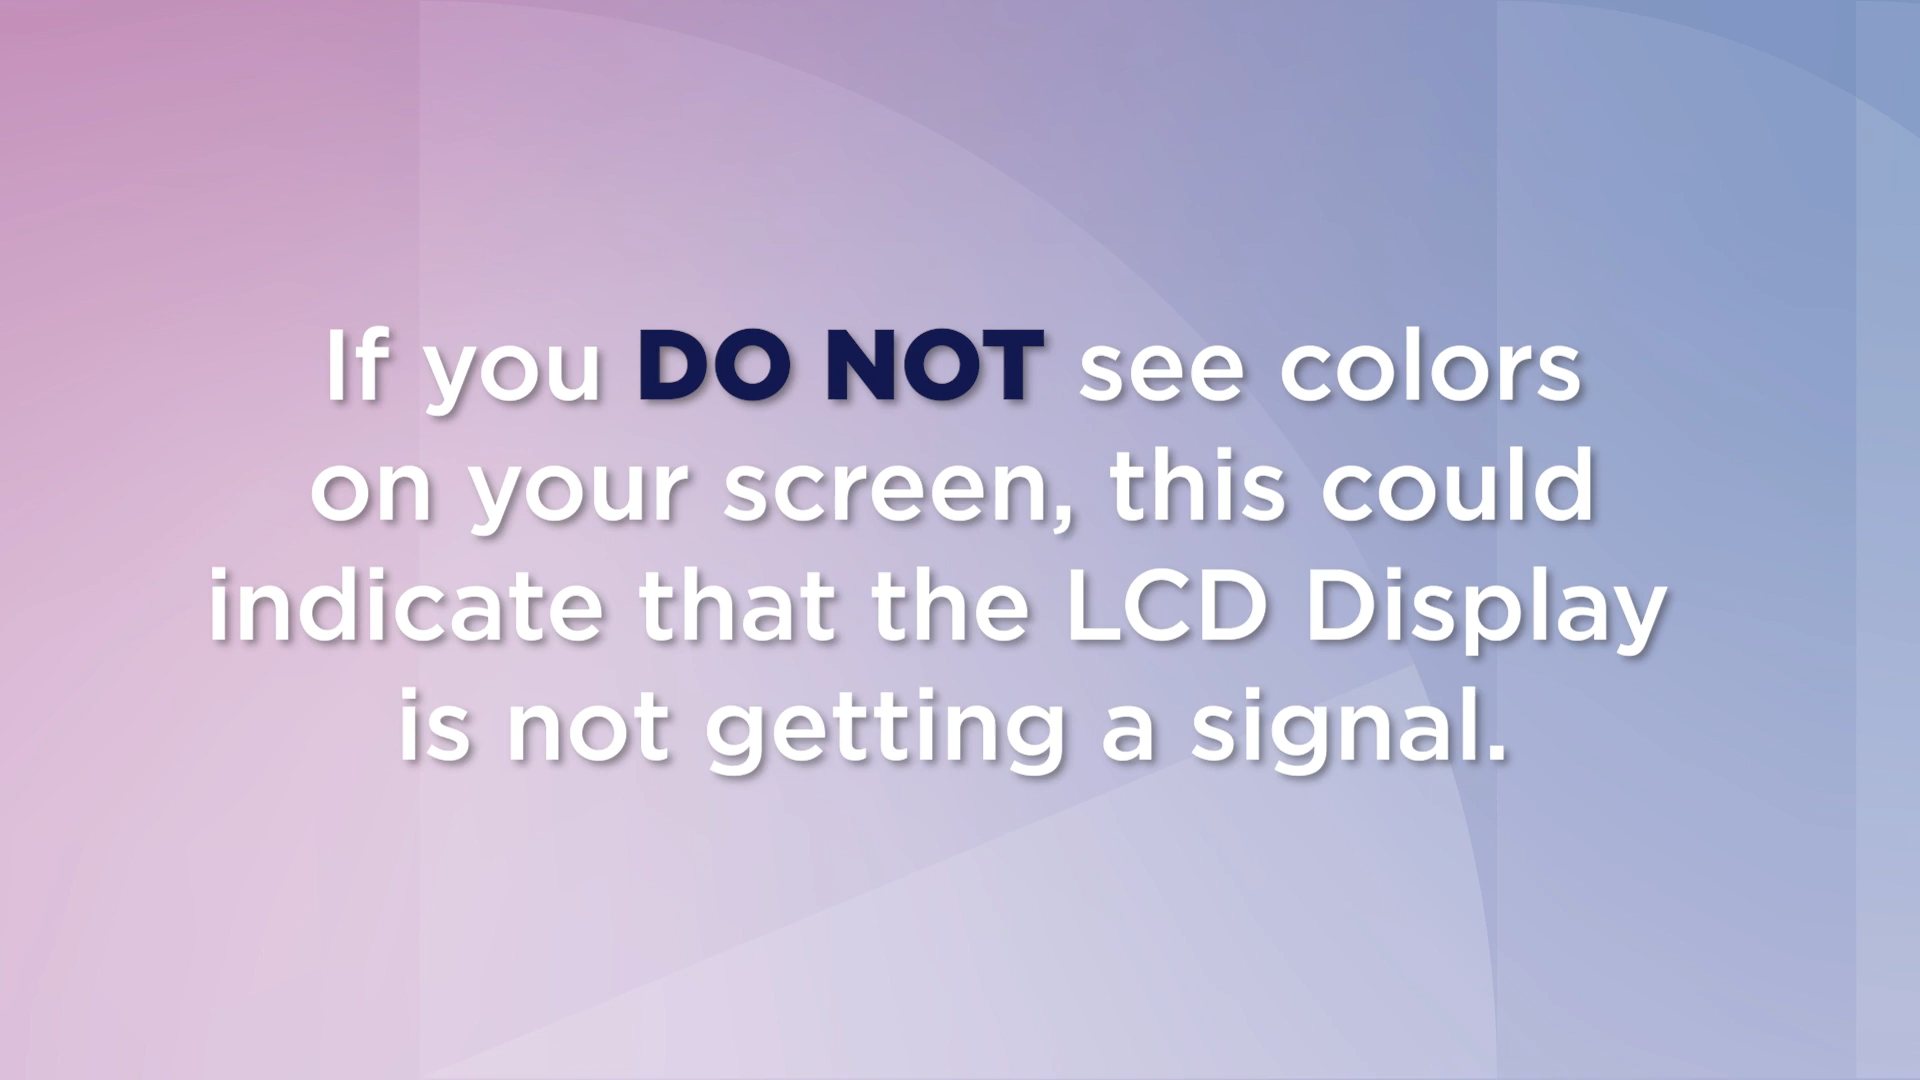 If you DO NOT see colors
on your screen, this could
indicate that the LCD Display
is not getting a signal.